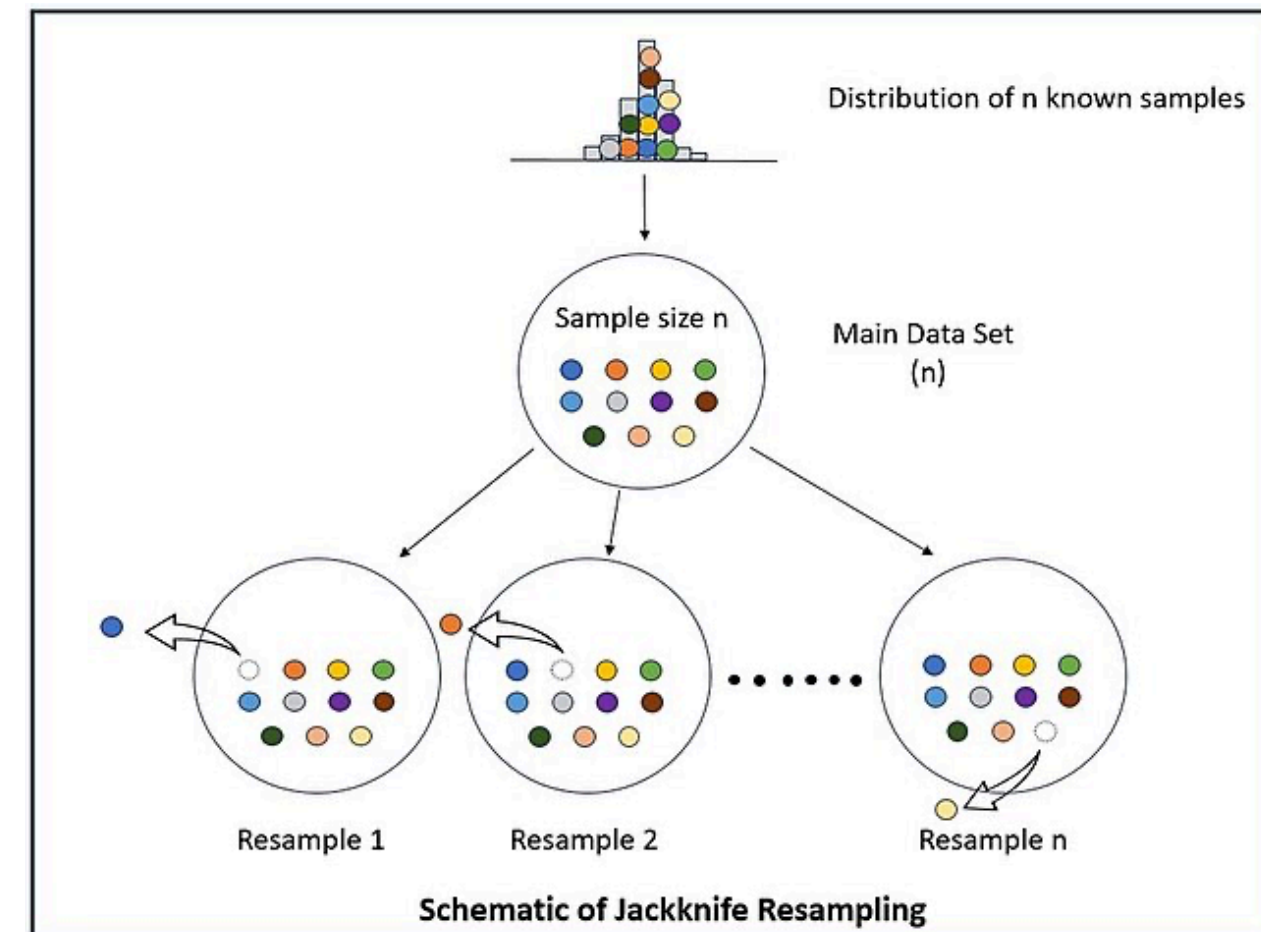 Distribution of n known samples
Sample size n
Main Data Set
(n)
Resample 1
Resample 2
Resample n
Schematic of Jackknife Resampling